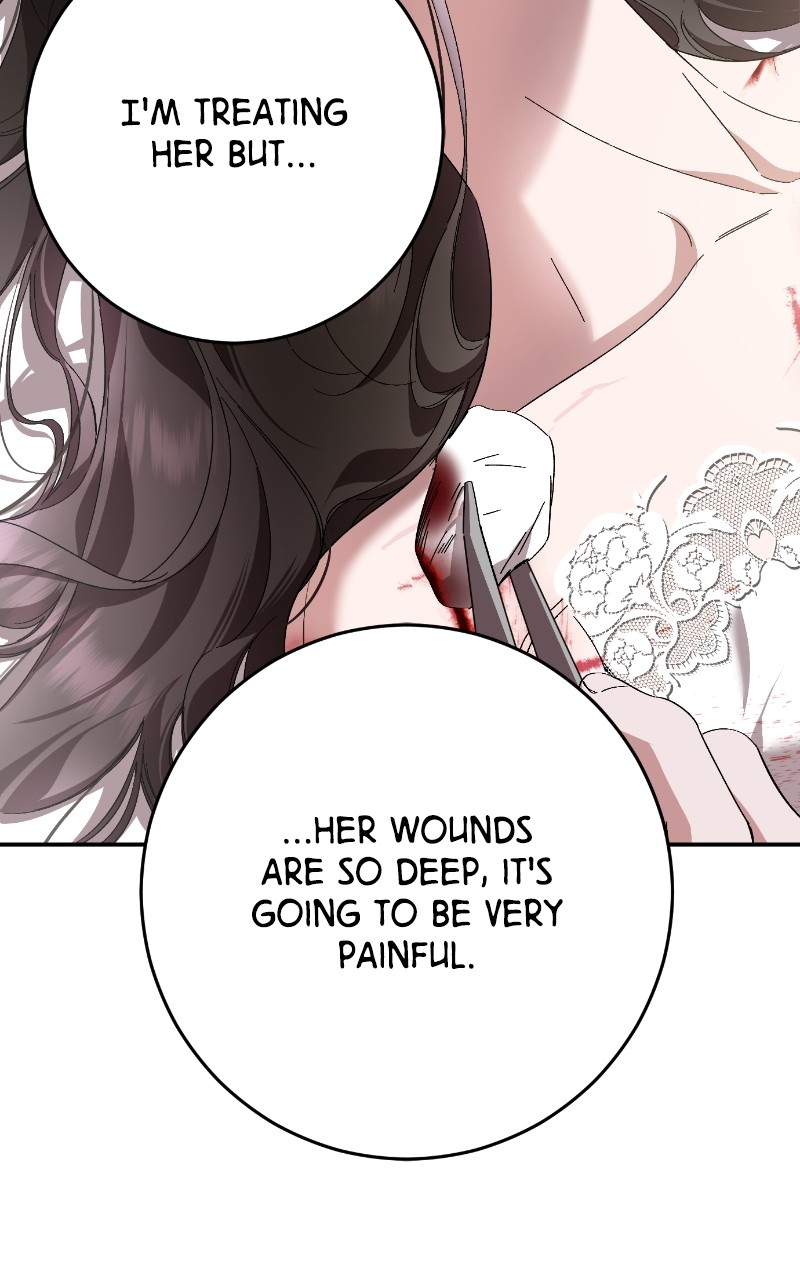 I'M TREATING
HER BUT...
...HER WOUNDS
ARE SO DEEP, IT'S
GOING TO BE VERY
PAINFUL.